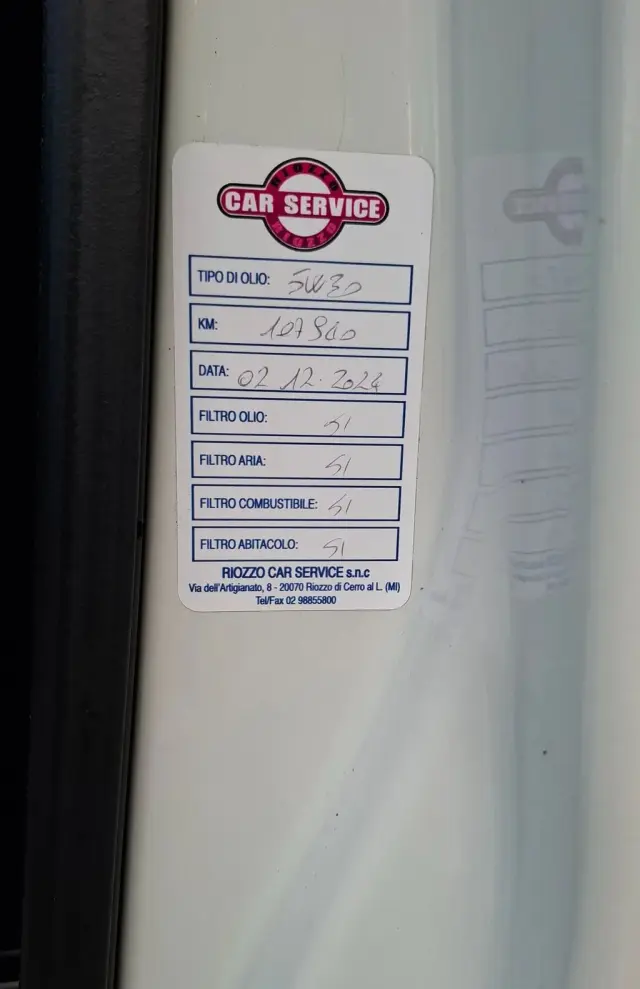 RIOZZO
CAR SERVICE
RIOZZO
TIPO DI OLIO: 5W30
KM:
DATA: 02 12. 2024
FILTRO OLIO: SI
FILTRO ARIA: SI
FILTRO COMBUSTIBILE: SI
FILTRO ABITACOLO: SI
RIOZZO CAR SERVICE s.n.c
Via dell'Artigianato, 8 - 20070 Riozzo di Cerro al L. (MI)
Tel/Fax 02 98855800